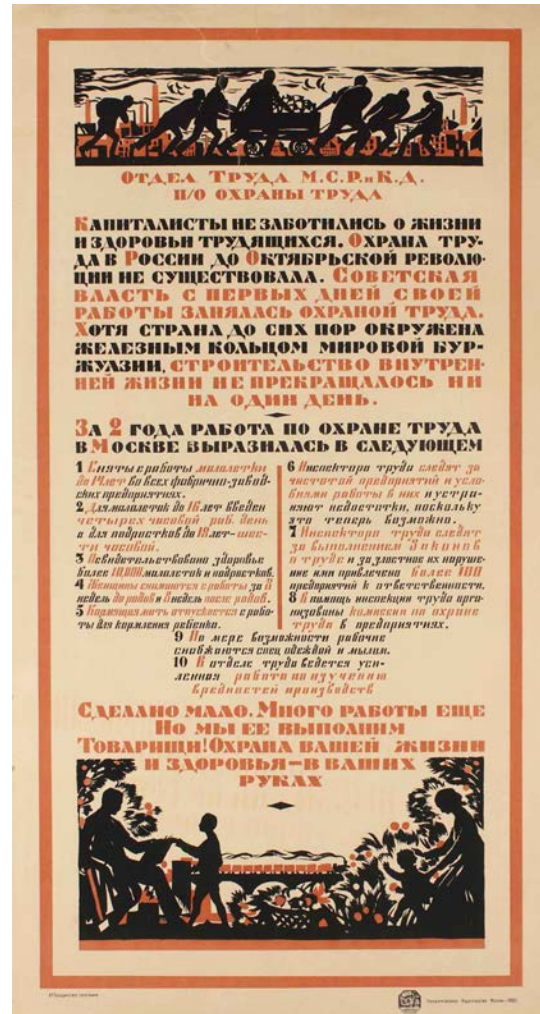 ОТДЕЛ ТРУДА М.С.Р.и К.Д.
П/О ОХРАНЫ ТРУДА
КАПИТАЛИСТЫ НЕ ЗАБОТИЛИСЬ О ЖИЗНИ
И ЗДОРОВЬИ ТРУДЯЩИХСЯ. ОХРАНА ТРУ-
ДА В РОССИИ ДО ОКТЯБРЬСКОЙ РЕВОЛЮ-
ЦИИ НЕ СУЩЕСТВОВАЛА. СОВЕТСКАЯ
ВЛАСТЬ С ПЕРВЫХ ДНЕЙ СВОЕЙ
РАБОТЫ ЗАНЯЛАСЬ ОХРАНОЙ ТРУДА.
ХОТЯ СТРАНА ДО СИХ ПОР ОКРУЖЕНА
ЖЕЛЕЗНЫМ КОЛЬЦОМ МИРОВОЙ БУР-
ЖУАЗИИ, СТРОИТЕЛЬСТВО ВНУТРЕН-
НЕЙ ЖИЗНИ НЕ ПРЕКРАЩАЛОСЬ НИ
НА ОДИН ДЕНЬ.
ЗА 2 ГОДА РАБОТА ПО ОХРАНЕ ТРУДА
В МОСКВЕ ВЫРАЗИЛАСЬ В СЛЕДУЮЩЕМ
1 Сняты с работы малолетки
до 14 лет во всех фабрично-завод-
ских предприятиях.
2 Для малолеток до 16 лет введен
четырех часовой раб. день
а для подростков до 18 лет-шес-
ти часовой.
3 Освидетельствовано здоровье
более 10,000 малолеток и подростков.
4 Женщины снимаются с работы за 8
недель до родов и 8 недель после родов.
5 Кормящая мать отпускается с рабо-
ты для кормления ребенка.
6 Инспектора труда следят за
чистотой предприятий и усло-
виями работы в них и устра-
няют недостатки, поскольку
это теперь возможно.
7 Инспектора труда следят
за выполнением Законов
о труде и за злостное их наруше-
ние ими привлечено более 100
предприятий к ответственности.
8 В помощь инспекции труда орга-
низованы комиссии по охране
труда в предприятиях.
9 По мере возможности рабочие
снабжаются спец одеждой и мылом.
10 В отделе труда ведется уси-
ленная работа по изучению
вредностей производств
СДЕЛАНО МАЛО. МНОГО РАБОТЫ ЕЩЕ
НО МЫ ЕЕ ВЫПОЛНИМ
ТОВАРИЩИ! ОХРАНА ВАШЕЙ ЖИЗНИ
И ЗДОРОВЬЯ—В ВАШИХ
РУКАХ
Государственное Издательство Москва—1920.